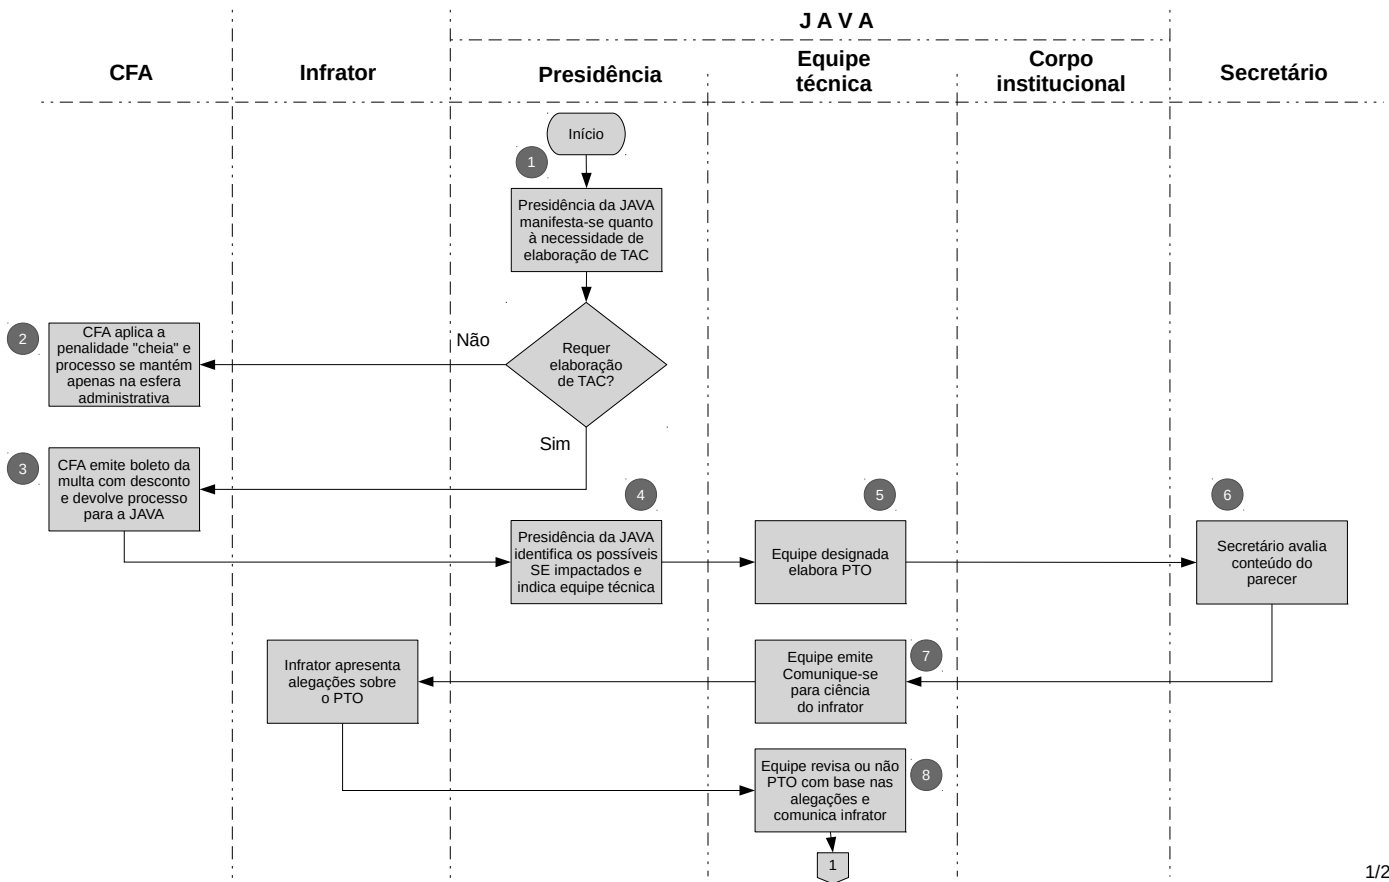 J A V A
CFA
Infrator
Presidência
Equipe
técnica
Corpo
institucional
Secretário
Início
1
Presidência da JAVA
manifesta-se quanto
à necessidade de
elaboração de TAC
2
CFA aplica a
penalidade "cheia" e
processo se mantém
apenas na esfera
administrativa
Não
Requer
elaboração
de TAC?
Sim
3
CFA emite boleto da
multa com desconto
e devolve processo
para a JAVA
4
Presidência da JAVA
identifica os possíveis
SE impactados e
indica equipe técnica
5
Equipe designada
elabora PTO
6
Secretário avalia
conteúdo do
parecer
Infrator apresenta
alegações sobre
o PTO
7
Equipe emite
Comunique-se
para ciência
do infrator
8
Equipe revisa ou não
PTO com base nas
alegações e
comunica infrator
1
1/2